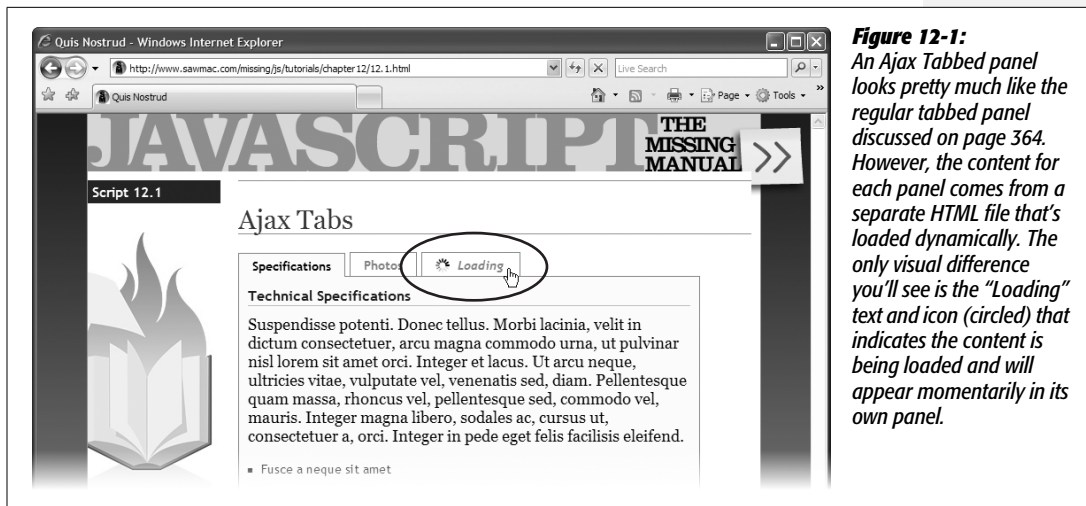 Quis Nostrud - Windows Internet Explorer
http://www.sawmac.com/missing/js/tutorials/chapter12/12.1.html
Live Search
Quis Nostrud
Page
Tools
JAVASCRIPT
THE
MISSING
MANUAL
Script 12.1
Ajax Tabs
Specifications
Photos
Loading
Technical Specifications
Suspendisse potenti. Donec tellus. Morbi lacinia, velit in
dictum consectetuer, arcu magna commodo urna, ut pulvinar
nisl lorem sit amet orci. Integer et lacus. Ut arcu neque,
ultricies vitae, vulputate vel, venenatis sed, diam. Pellentesque
quam massa, rhoncus vel, pellentesque sed, commodo vel,
mauris. Integer magna libero, sodales ac, cursus ut,
consectetuer a, orci. Integer in pede eget felis facilisis eleifend.
Fusce a neque sit amet
Figure 12-1:
An Ajax Tabbed panel
looks pretty much like the
regular tabbed panel
discussed on page 364.
However, the content for
each panel comes from a
separate HTML file that's
loaded dynamically. The
only visual difference
you'll see is the “Loading”
text and icon (circled) that
indicates the content is
being loaded and will
appear momentarily in its
own panel.